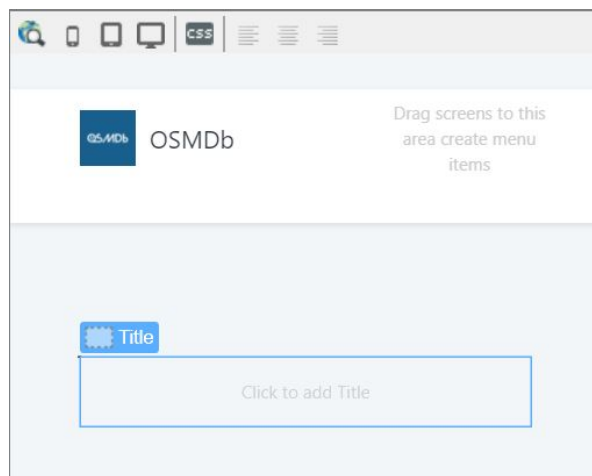 css
OSMDb
OSMDb
Drag screens to this
area create menu
items
Title
Click to add Title